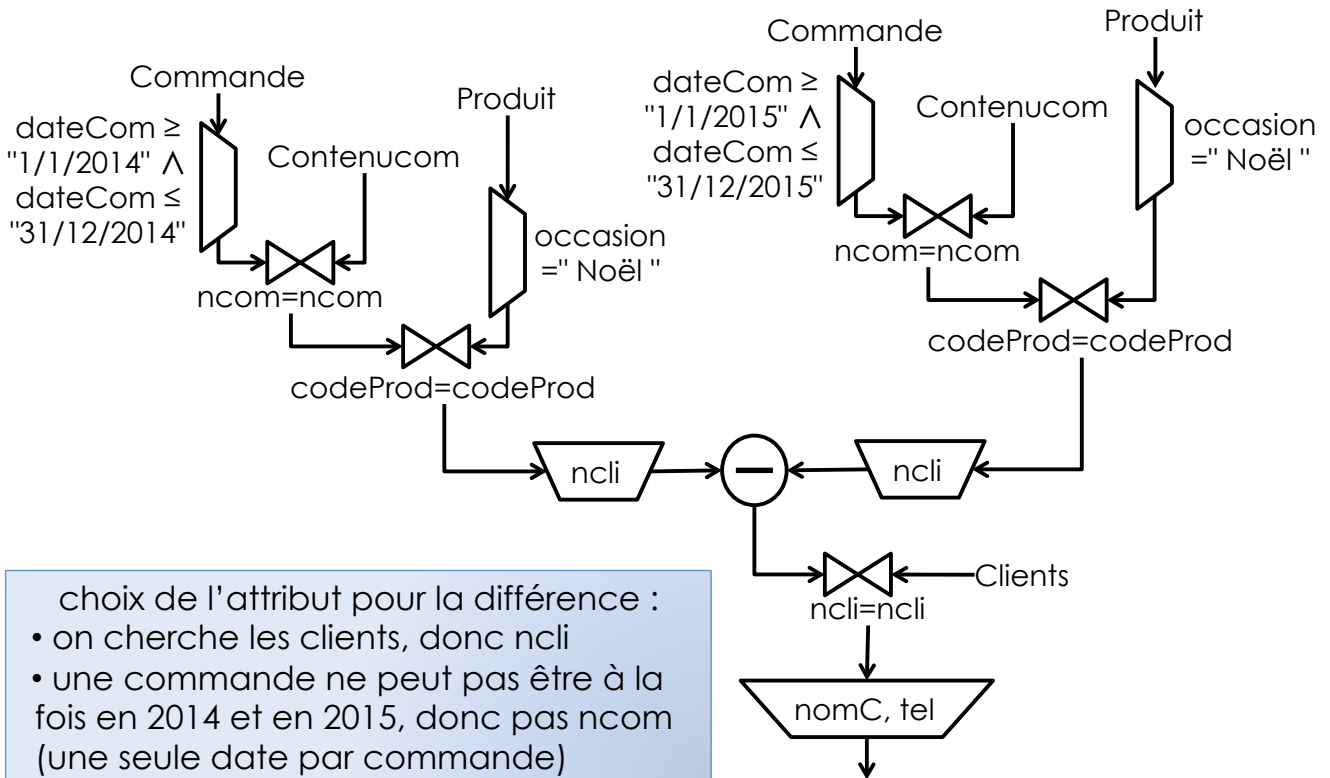 Commande
dateCom ≥
"1/1/2014" ∧
dateCom ≤
"31/12/2014"
Contenucom
ncom=ncom
Produit
occasion
=" Noël "
codeProd=codeProd
Commande
dateCom ≥
"1/1/2015" ∧
dateCom ≤
"31/12/2015"
Contenucom
ncom=ncom
Produit
occasion
=" Noël "
codeProd=codeProd
ncli
−
ncli
Clients
ncli=ncli
nomC, tel
choix de l’attribut pour la différence :
• on cherche les clients, donc ncli
• une commande ne peut pas être à la
fois en 2014 et en 2015, donc pas ncom
(une seule date par commande)